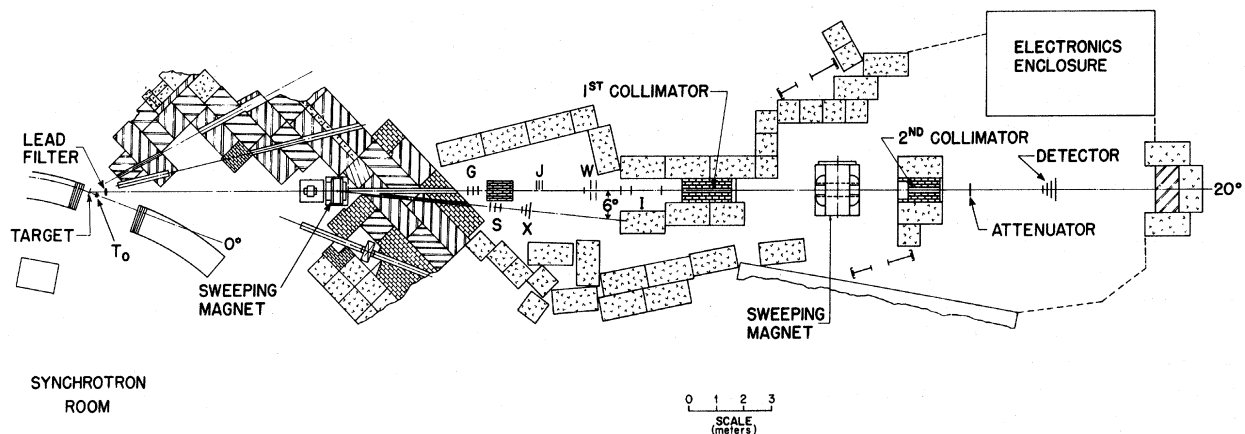 ELECTRONICS
ENCLOSURE
1ST COLLIMATOR
2ND COLLIMATOR
DETECTOR
LEAD
FILTER
G
J
W
20°
6°
I
S
X
TARGET
T0
0°
ATTENUATOR
SWEEPING
MAGNET
SWEEPING
MAGNET
SYNCHROTRON
ROOM
0 1 2 3
SCALE
(meters)